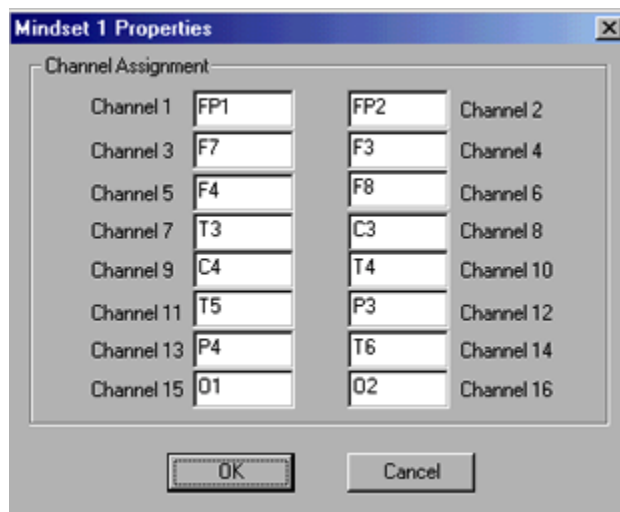 Mindset 1 Properties
Channel Assignment
Channel 1 FP1 FP2 Channel 2
Channel 3 F7 F3 Channel 4
Channel 5 F4 F8 Channel 6
Channel 7 T3 C3 Channel 8
Channel 9 C4 T4 Channel 10
Channel 11 T5 P3 Channel 12
Channel 13 P4 T6 Channel 14
Channel 15 O1 O2 Channel 16
OK Cancel